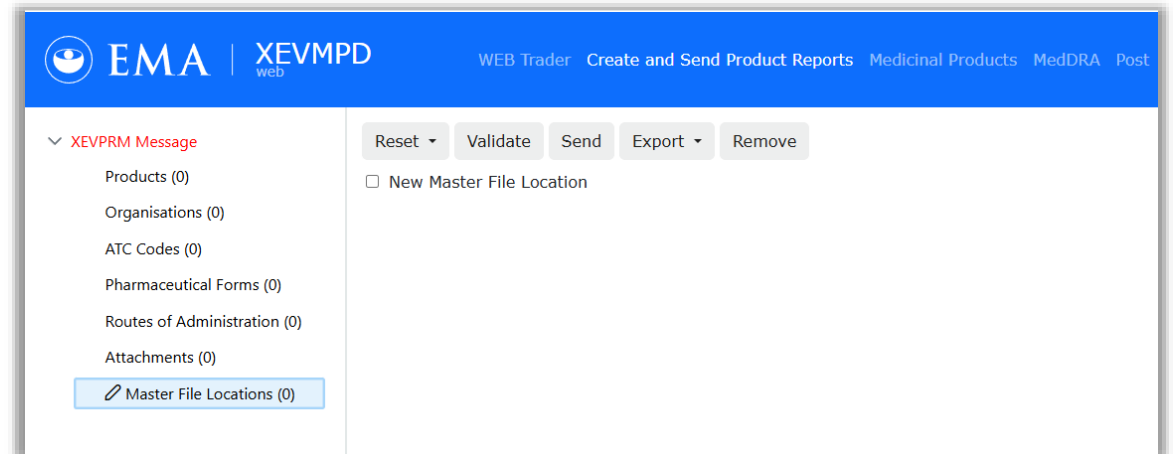 EMA | XEVMPD
web
WEB Trader Create and Send Product Reports Medicinal Products MedDRA Post
XEVPRM Message
Products (0)
Organisations (0)
ATC Codes (0)
Pharmaceutical Forms (0)
Routes of Administration (0)
Attachments (0)
Master File Locations (0)
Reset Validate Send Export Remove
New Master File Location